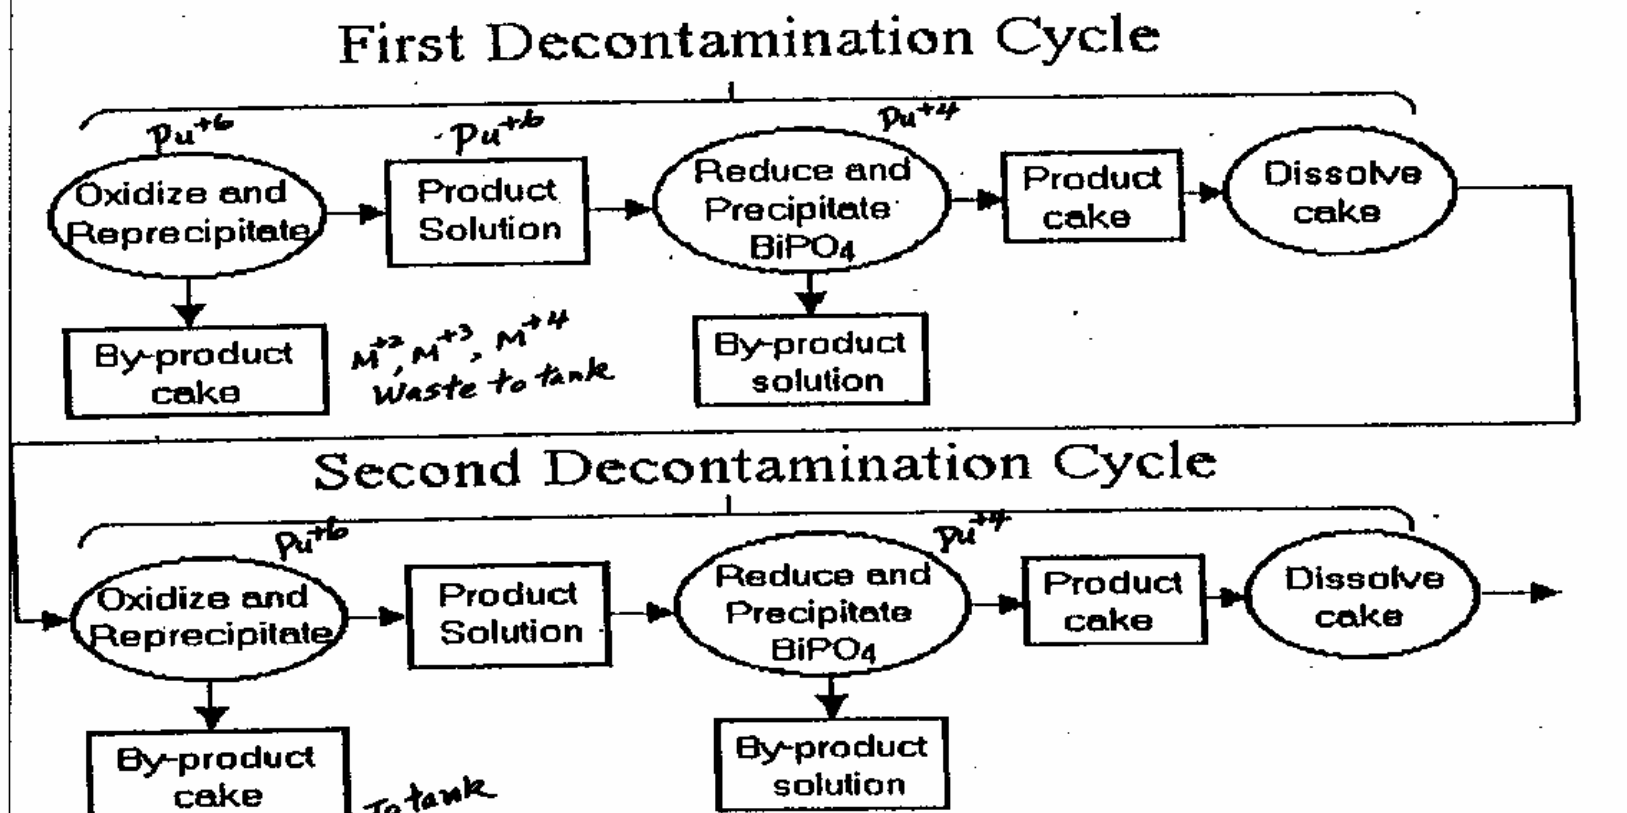 First Decontamination Cycle
Pu+6
Pu+6
Pu+4
Oxidize and
Reprecipitate
Product
Solution
Reduce and
Precipitate
BiPO4
Product
cake
Dissolve
cake
By-product
cake
M+2, M+3, M+4
Waste to tank
By-product
solution
Second Decontamination Cycle
Pu+6
Pu+4
Oxidize and
Reprecipitate
Product
Solution
Reduce and
Precipitate
BiPO4
Product
cake
Dissolve
cake
By-product
cake
To tank
By-product
solution